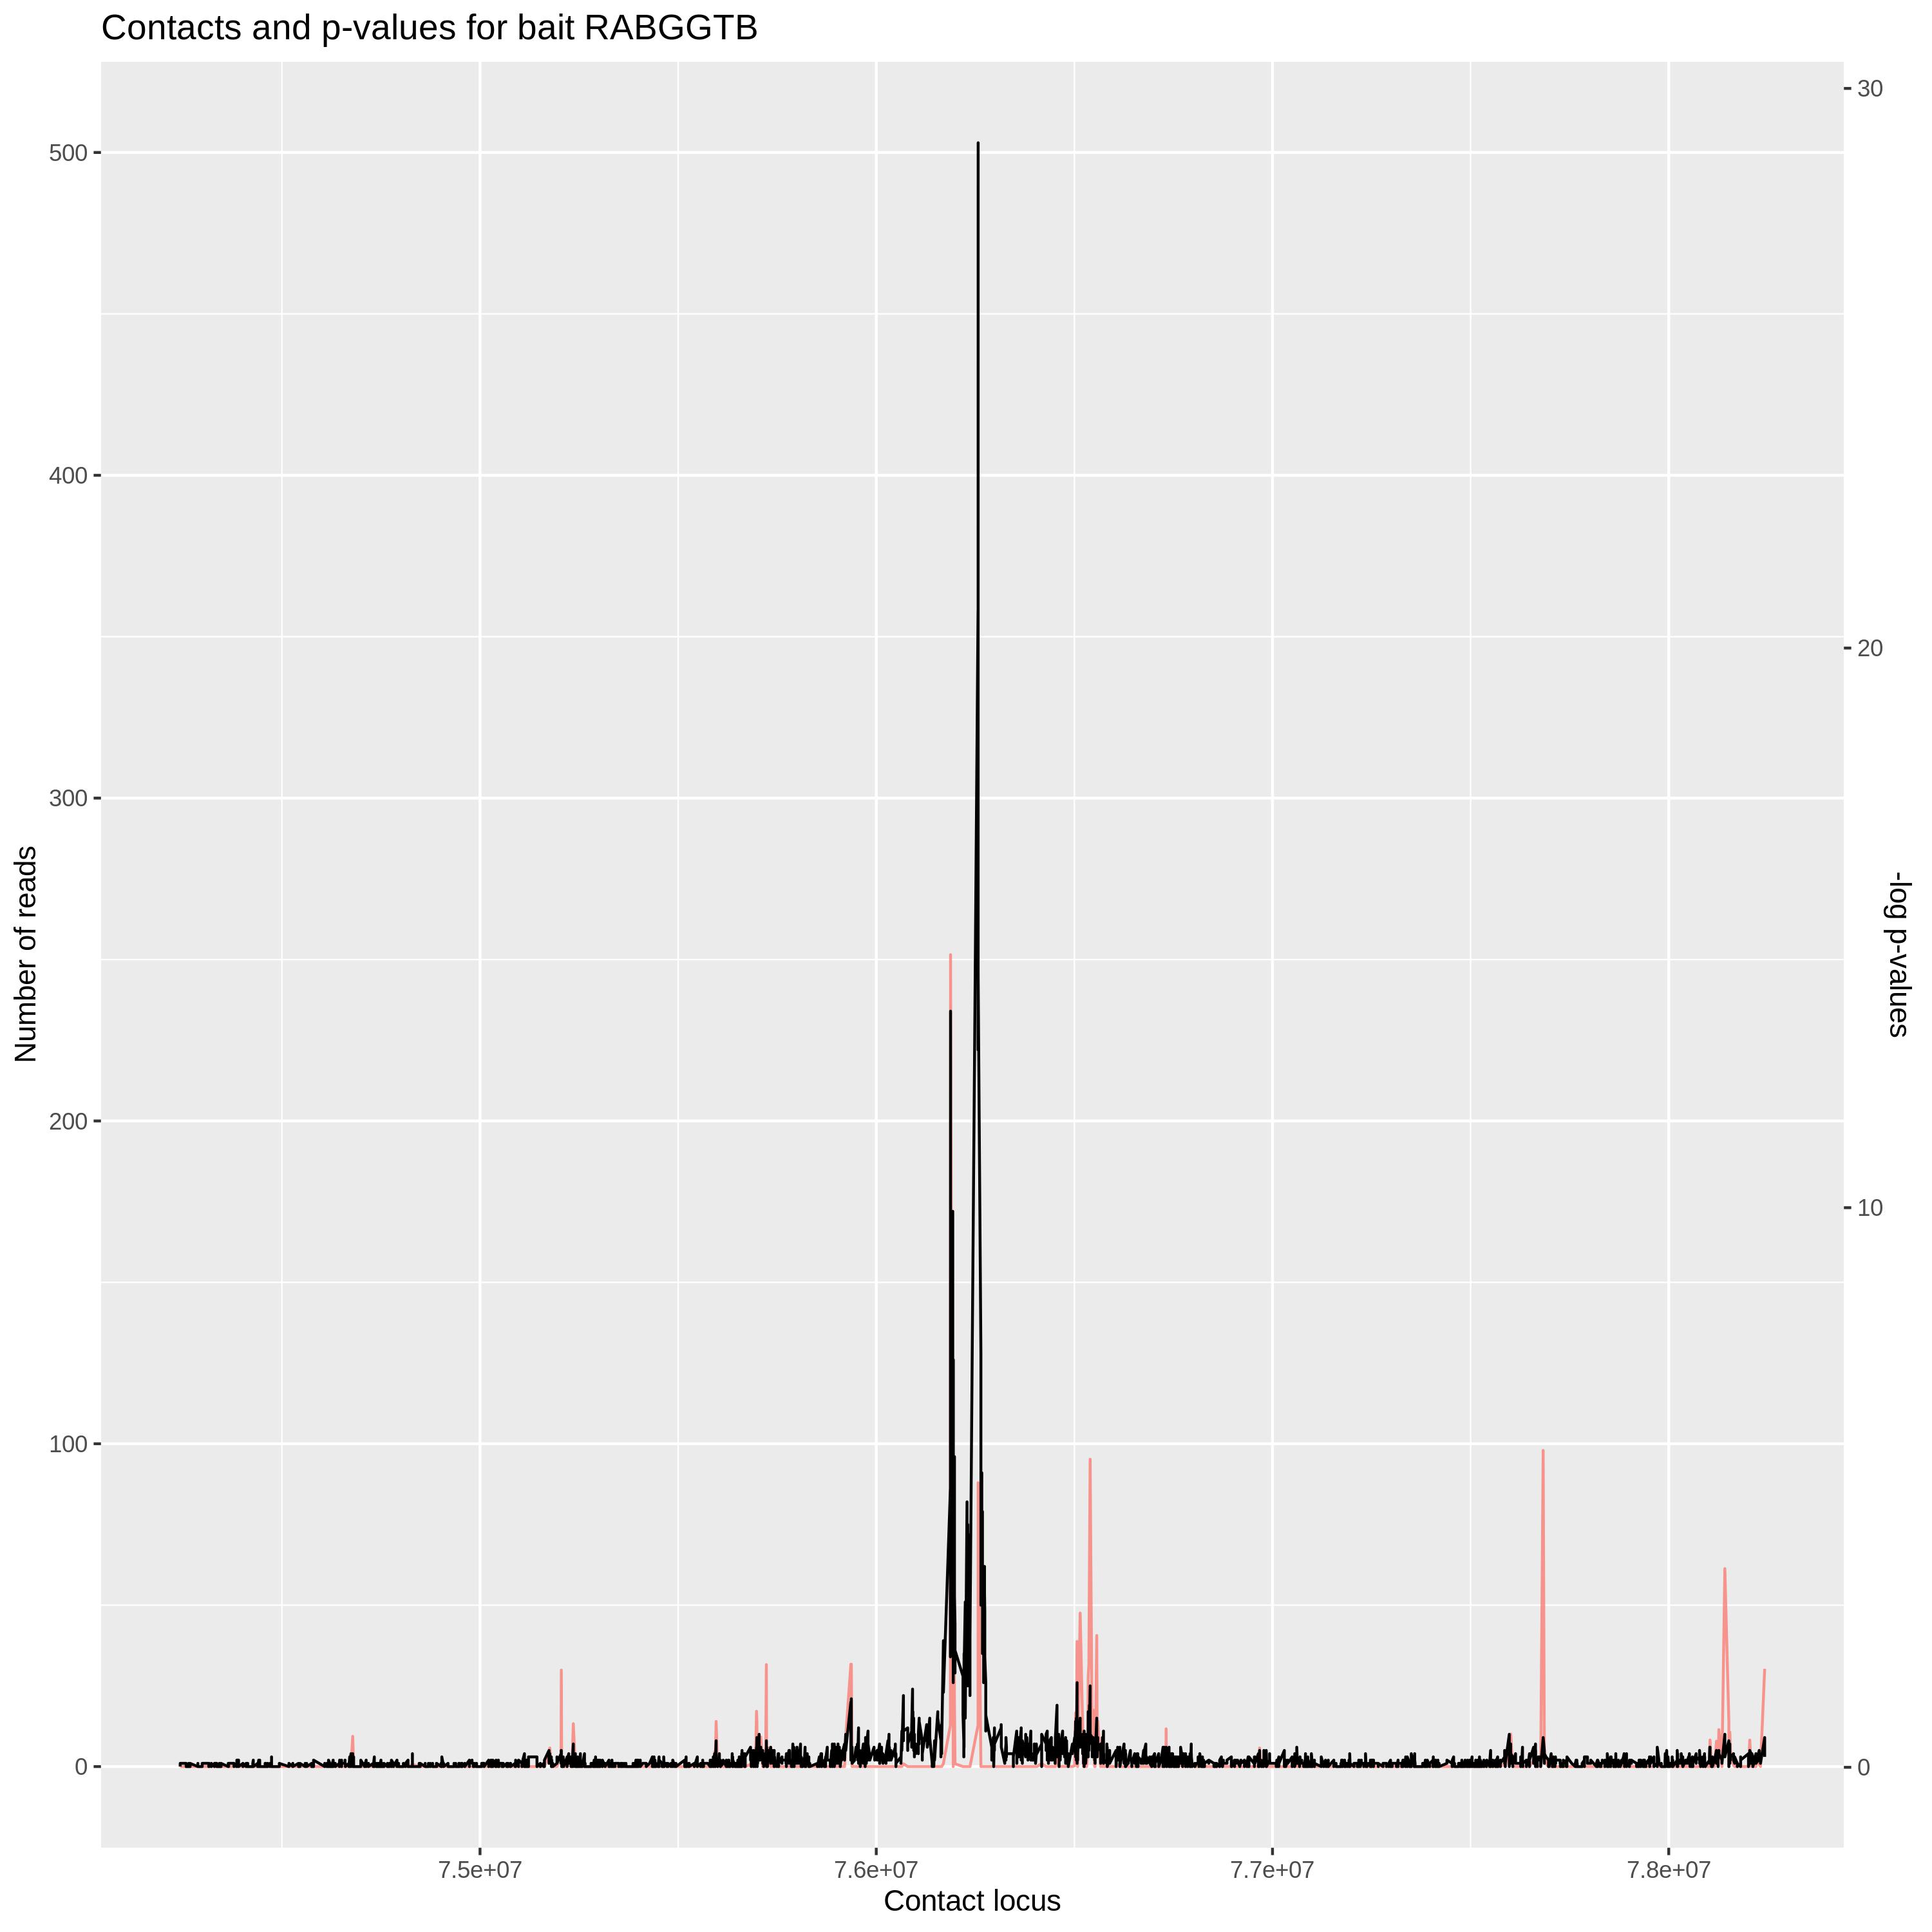 Contacts and p-values for bait RABGGTB
500
400
300
200
100
0
Number of reads
30
20
10
0
-log p-values
7.5e+07 7.6e+07 7.7e+07 7.8e+07
Contact locus